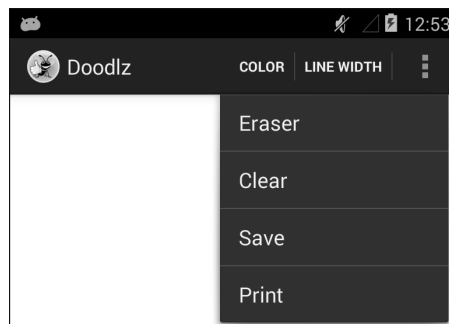 12:53
Doodlz COLOR LINE WIDTH
Eraser
Clear
Save
Print